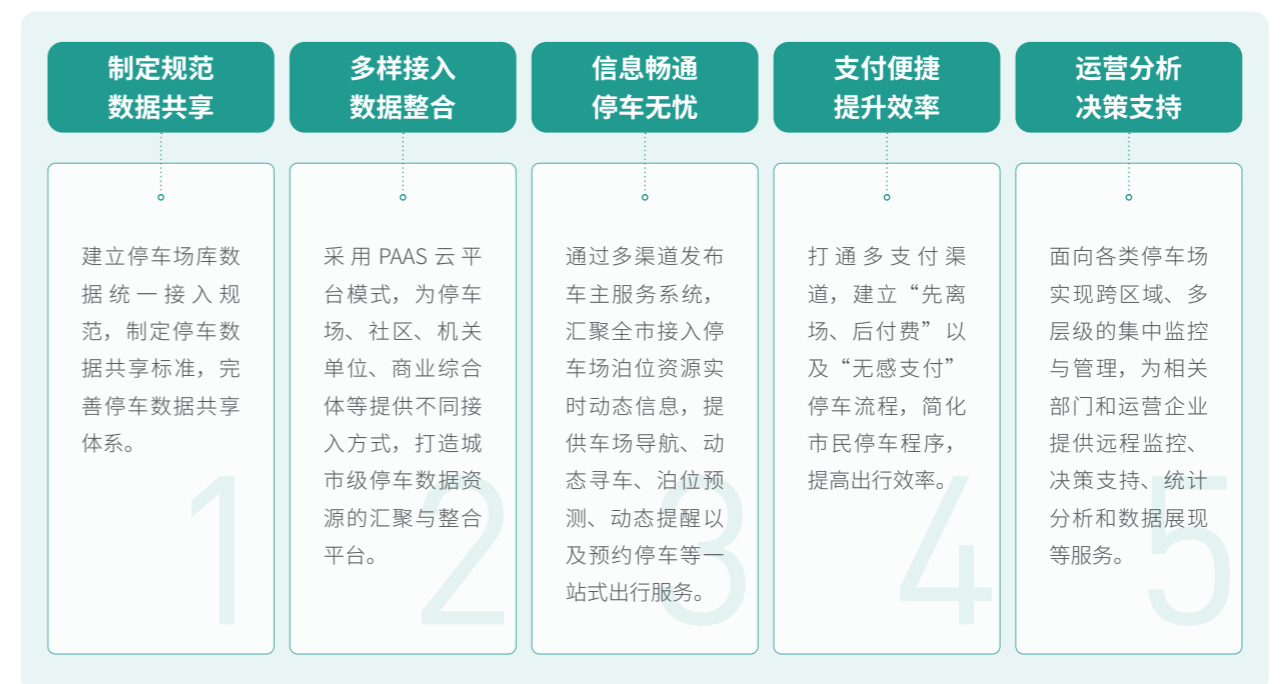 制定规范
数据共享
建立停车场库数
据统一接入规
范，制定停车数
据共享标准，完
善停车数据共享
体系。
1
多样接入
数据整合
采用 PAAS 云平
台模式，为停车
场、社区、机关
单位、商业综合
体等提供不同接
入方式，打造城
市级停车数据资
源的汇聚与整合
平台。
2
信息畅通
停车无忧
通过多渠道发布
车主服务系统，
汇聚全市接入停
车场泊位资源实
时动态信息，提
供车场导航、动
态寻车、泊位预
测、动态提醒以
及预约停车等一
站式出行服务。
3
支付便捷
提升效率
打通多支付渠
道，建立“先离
场、后付费”以
及“无感支付”
停车流程，简化
市民停车程序，
提高出行效率。
4
运营分析
决策支持
面向各类停车场
实现跨区域、多
层级的集中监控
与管理，为相关
部门和运营企业
提供远程监控、
决策支持、统计
分析和数据展现
等服务。
5